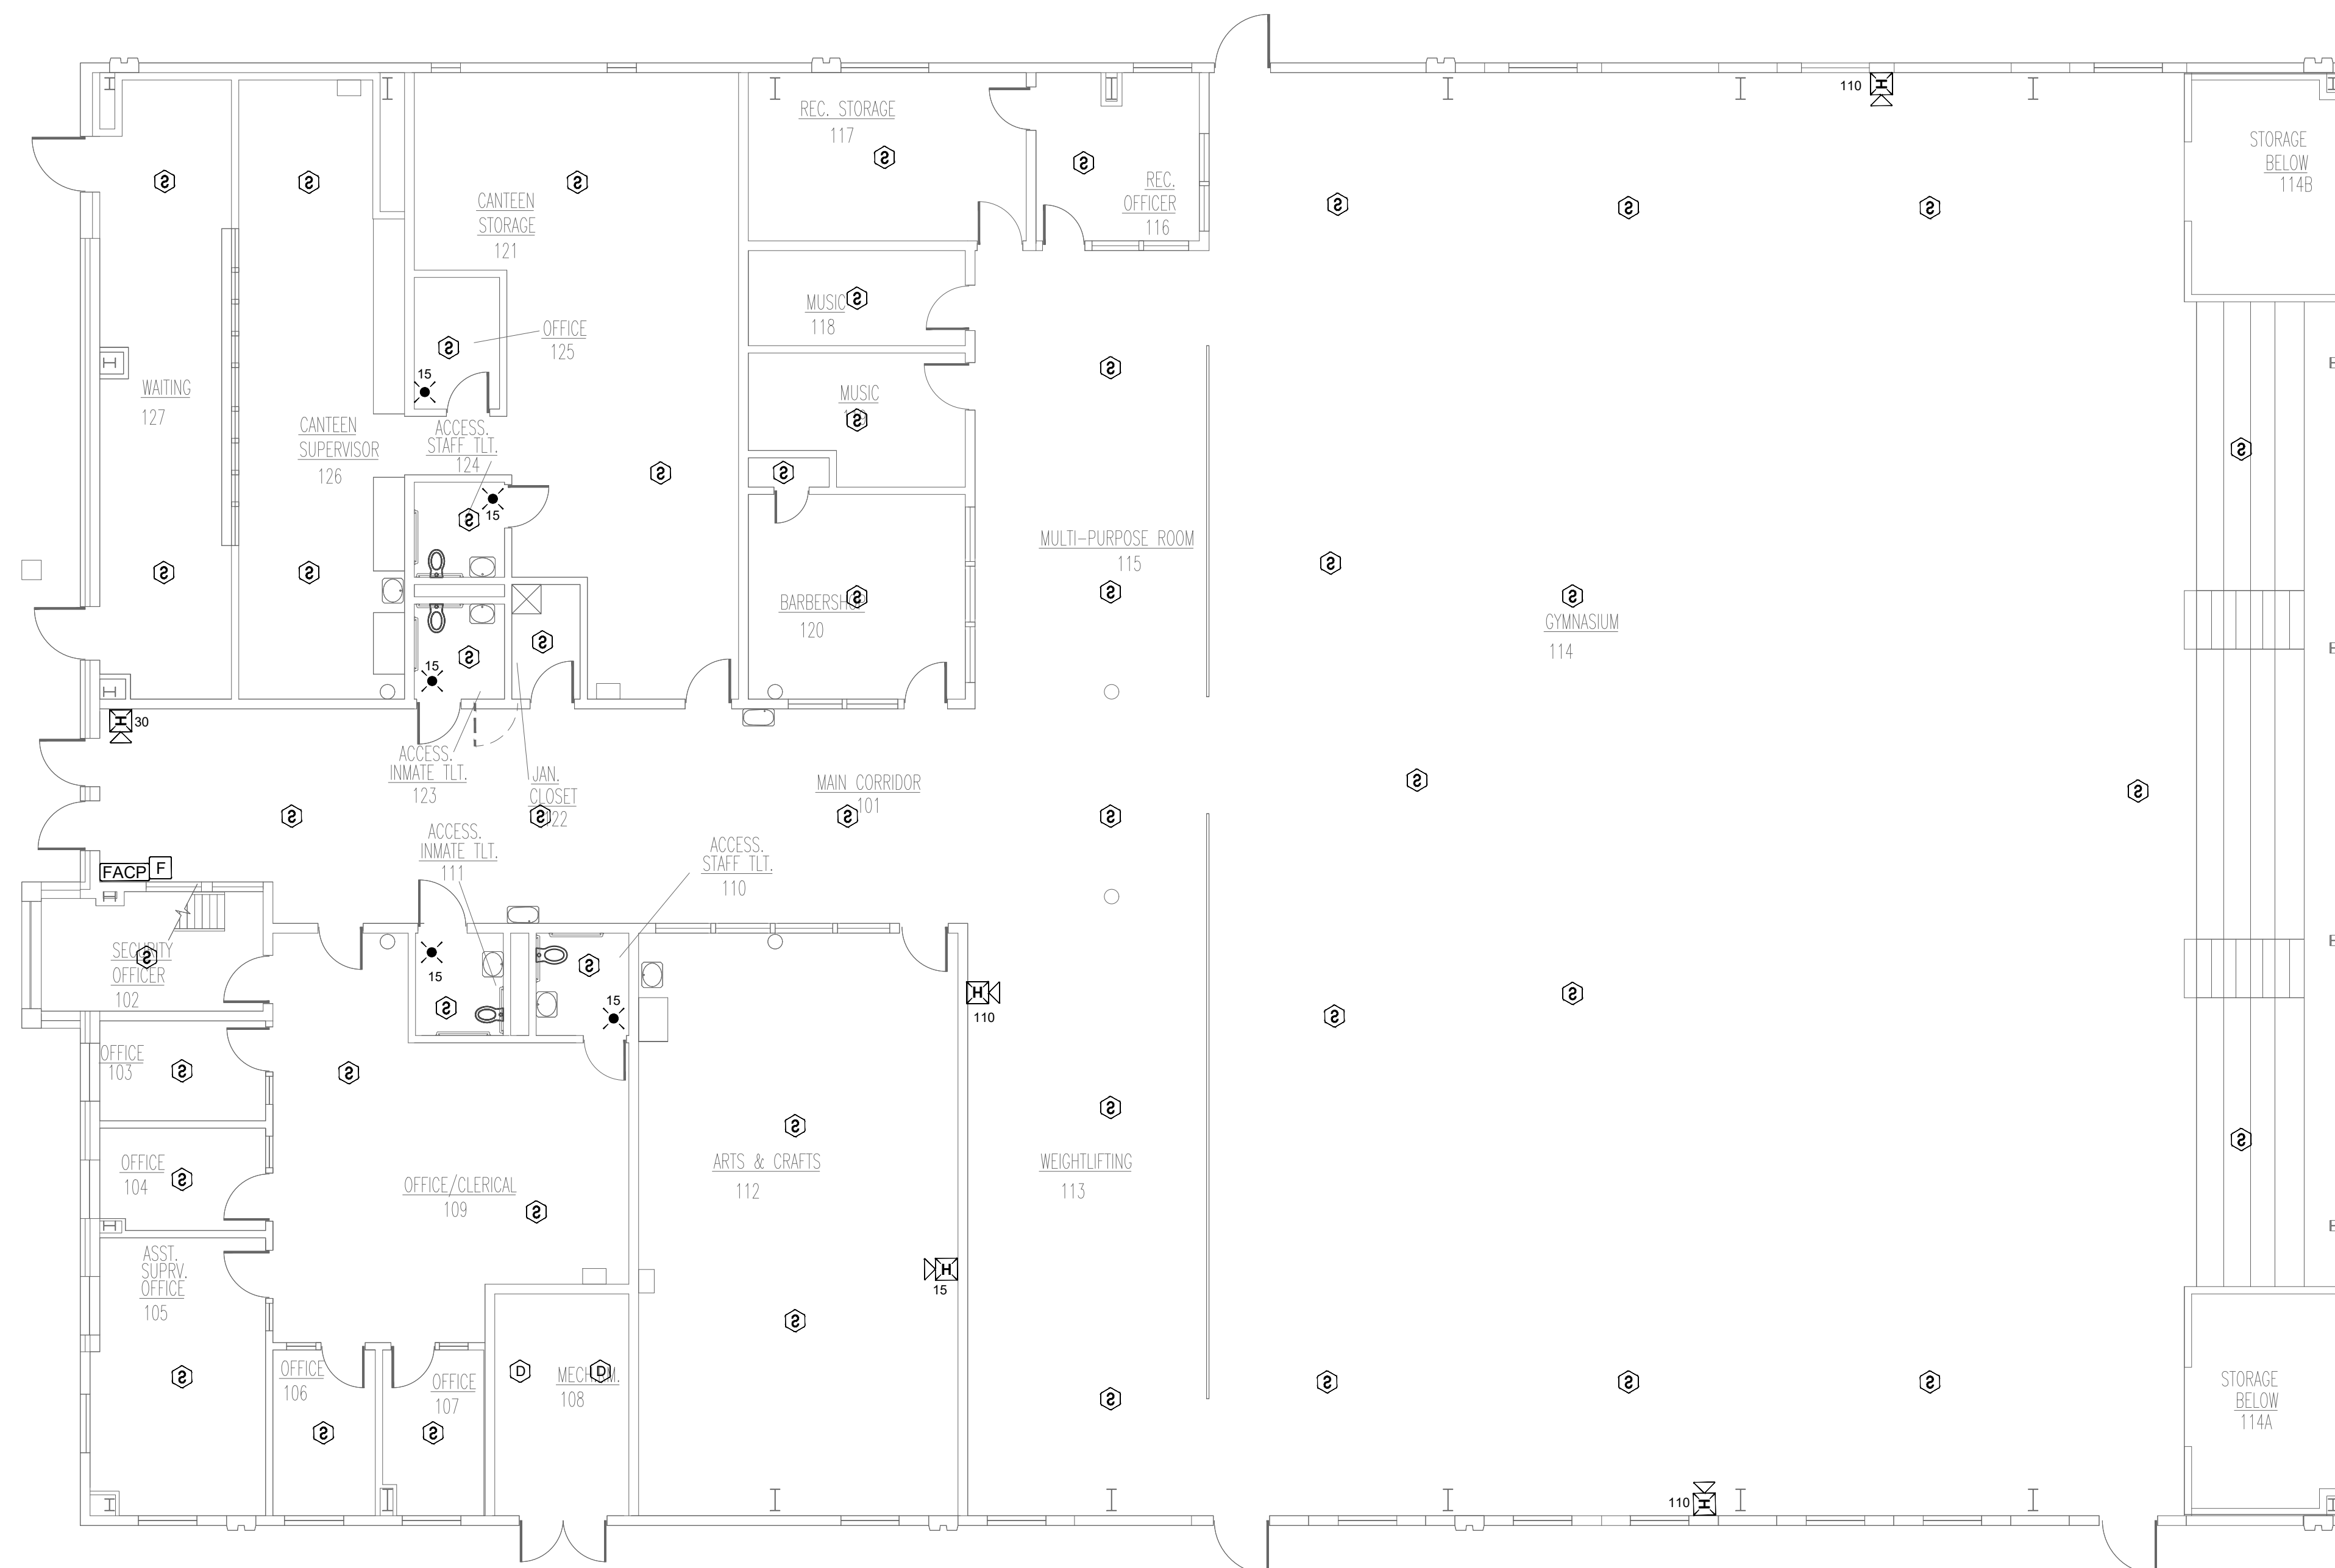 110
REC. STORAGE
117
STORAGE
BELOW
114B
REC.
OFFICER
116
CANTEEN
STORAGE
121
MUSIC
118
OFFICE
125
15
WAITING
127
MUSIC
CANTEEN
SUPERVISOR
126
ACCESS.
STAFF TLT.
124
15
MULTI-PURPOSE ROOM
115
BARBERSHOP
120
GYMNASIUM
114
15
30
ACCESS.
INMATE TLT.
123
JAN.
CLOSET
122
MAIN CORRIDOR
101
ACCESS.
INMATE TLT.
111
ACCESS.
STAFF TLT.
110
FACP
F
SECURITY
OFFICER
102
15
15
H
110
OFFICE
103
OFFICE
104
OFFICE/CLERICAL
109
ARTS & CRAFTS
112
WEIGHTLIFTING
113
ASST.
SUPRV.
OFFICE
105
H
15
OFFICE
106
OFFICE
107
D
D
MECH.
108
STORAGE
BELOW
114A
110